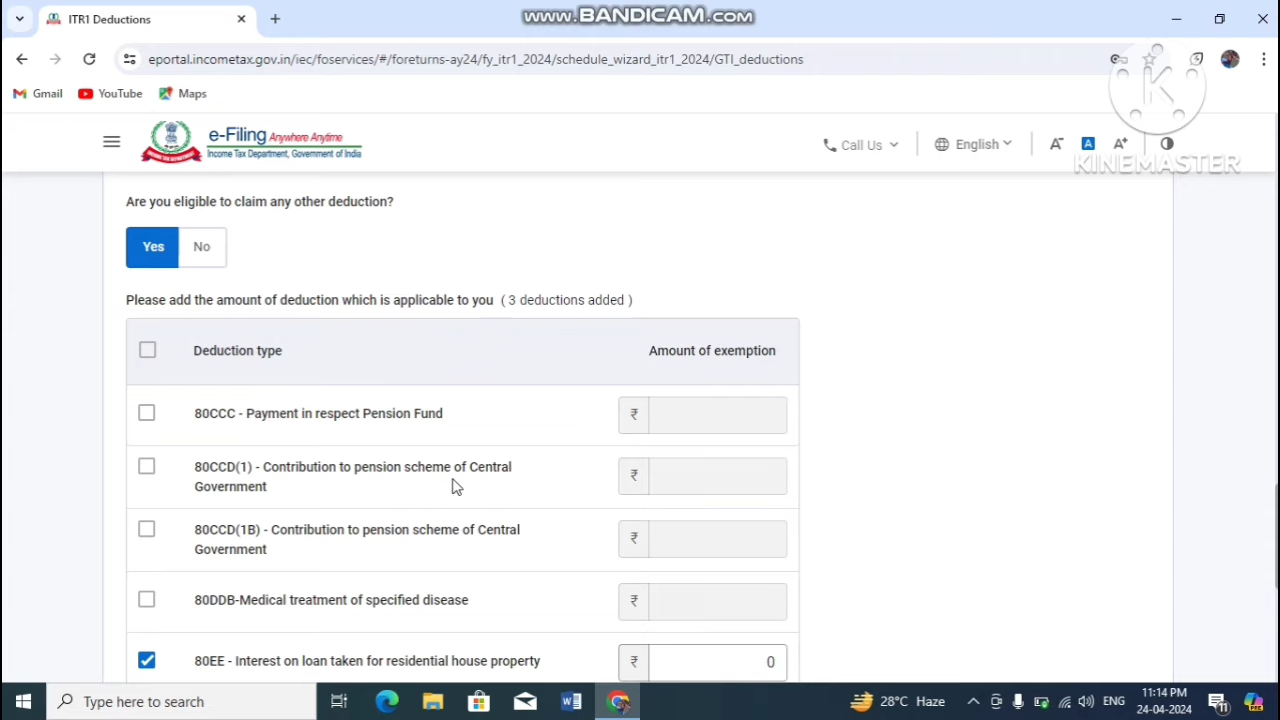 ITR1 Deductions
www.BANDICAM.com
eportal.incometax.gov.in/iec/foservices/#/foreturns-ay24/fy_itr1_2024/schedule_wizard_itr1_2024/GTI_deductions
Gmail
YouTube
Maps
K
e-Filing Anywhere Anytime
Income Tax Department, Government of India
Call Us
English
A-
A
A+
KINEMASTER
Are you eligible to claim any other deduction?
Yes
No
Please add the amount of deduction which is applicable to you ( 3 deductions added )
Deduction type
Amount of exemption
80CCC - Payment in respect Pension Fund
₹
80CCD(1) - Contribution to pension scheme of Central
Government
₹
80CCD(1B) - Contribution to pension scheme of Central
Government
₹
80DDB-Medical treatment of specified disease
₹
80EE - Interest on loan taken for residential house property
₹ 0
Type here to search
28°C Haze
ENG
11:14 PM
24-04-2024
11